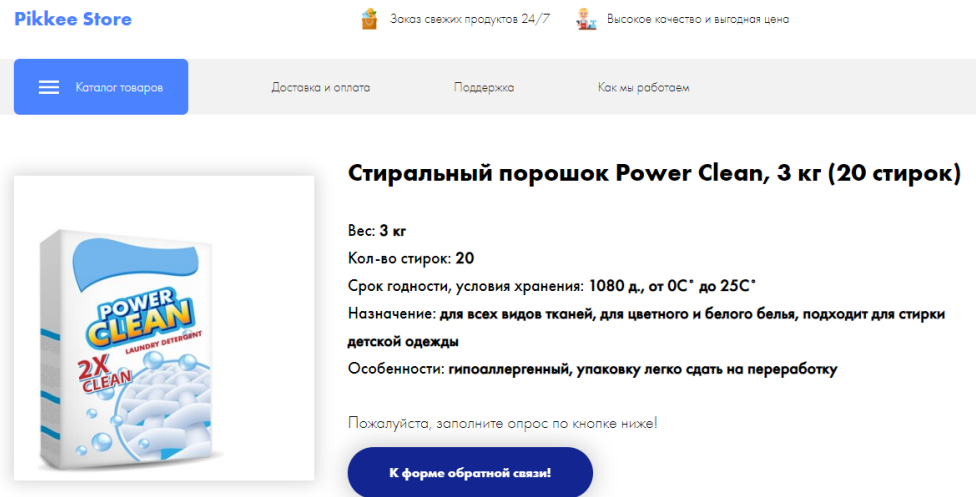 Pikkee Store
Заказ свежих продуктов 24/7
Высокое качество и выгодная цена
Каталог товаров
Доставка и оплата
Поддержка
Как мы работаем
Стиральный порошок Power Clean, 3 кг (20 стирок)
POWER
CLEAN
LAUNDRY DETERGENT
2X
CLEAN
Вес: 3 кг
Кол-во стирок: 20
Срок годности, условия хранения: 1080 д., от 0С˚ до 25С˚
Назначение: для всех видов тканей, для цветного и белого белья, подходит для стирки
детской одежды
Особенности: гипоаллергенный, упаковку легко сдать на переработку
Пожалуйста, заполните опрос по кнопке ниже!
К форме обратной связи!